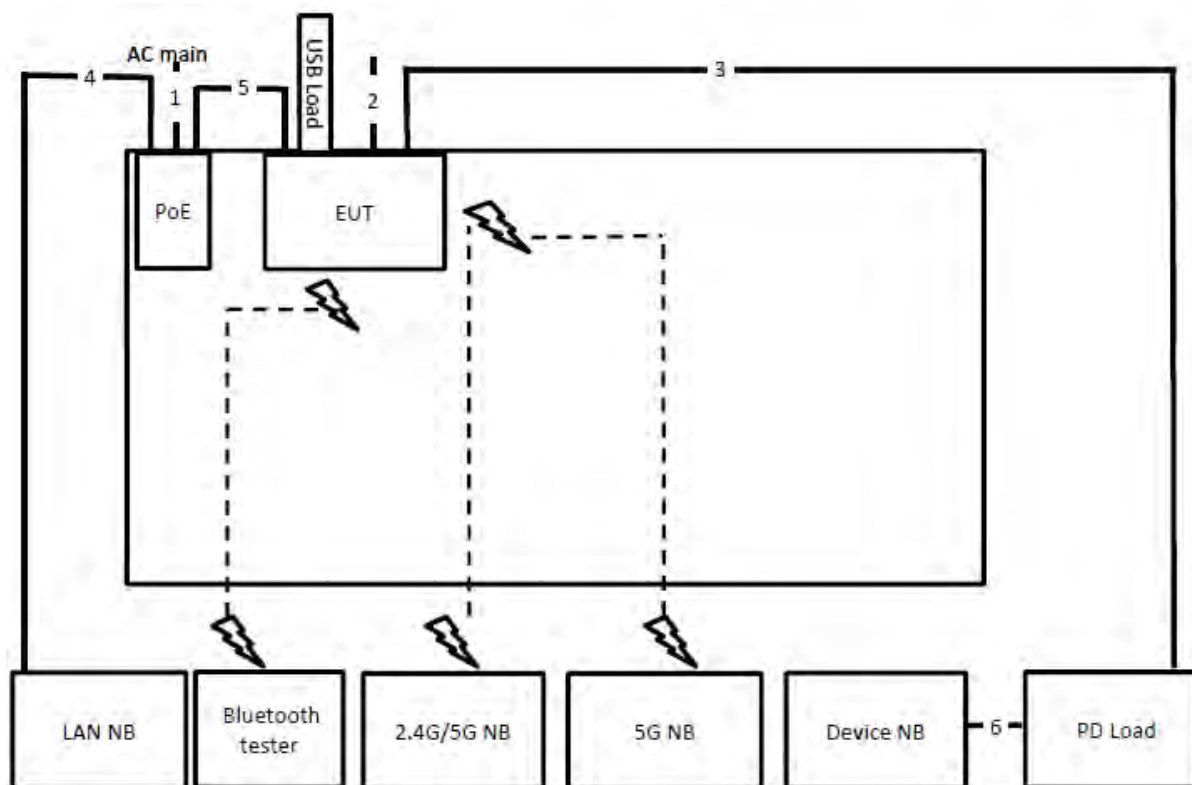 AC main
USB Load
4
1
5
2
3
PoE
EUT
LAN NB
Bluetooth
tester
2.4G/5G NB
5G NB
Device NB
6
PD Load